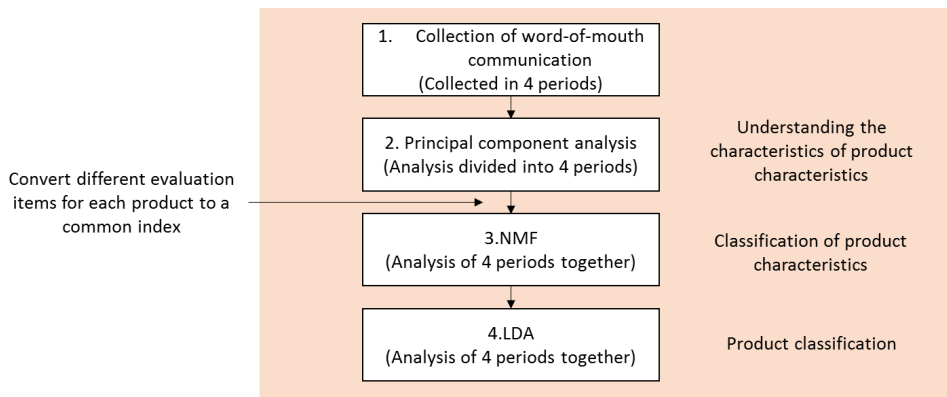 1. Collection of word-of-mouth
communication
(Collected in 4 periods)
2. Principal component analysis
(Analysis divided into 4 periods)
Understanding the
characteristics of product
characteristics
Convert different evaluation
items for each product to a
common index
3.NMF
(Analysis of 4 periods together)
Classification of product
characteristics
4.LDA
(Analysis of 4 periods together)
Product classification